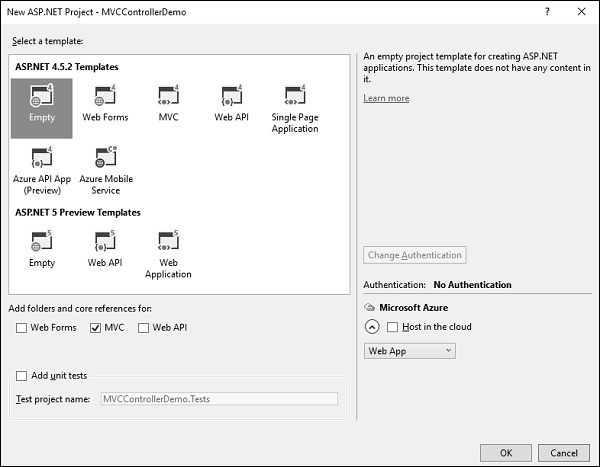 New ASP.NET Project - MVCControllerDemo
? ×
Select a template:
ASP.NET 4.5.2 Templates
Empty
Web Forms
MVC
Web API
Single Page
Application
Azure API App
(Preview)
Azure Mobile
Service
ASP.NET 5 Preview Templates
Empty
Web API
Web
Application
An empty project template for creating ASP.NET
applications. This template does not have any content in
it.
Learn more
Change Authentication
Authentication: No Authentication
Microsoft Azure
Host in the cloud
Web App
Add folders and core references for:
Web Forms MVC Web API
Add unit tests
Test project name: MVCControllerDemo.Tests
OK Cancel